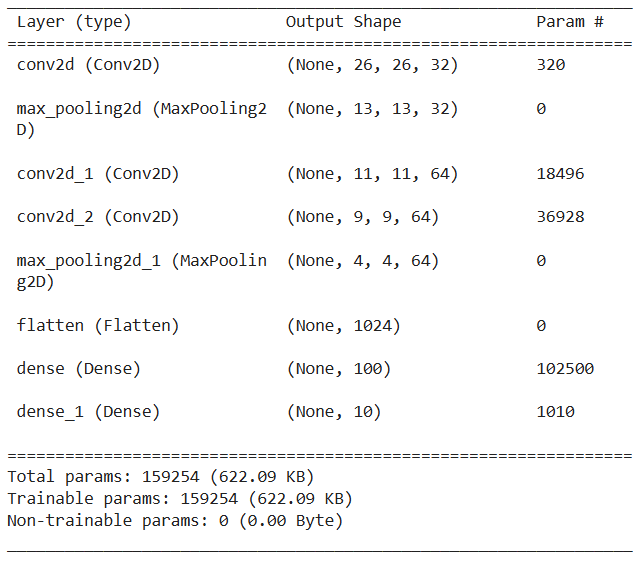 Layer (type) Output Shape Param #
conv2d (Conv2D) (None, 26, 26, 32) 320
max_pooling2d (MaxPooling2 (None, 13, 13, 32) 0
D)
conv2d_1 (Conv2D) (None, 11, 11, 64) 18496
conv2d_2 (Conv2D) (None, 9, 9, 64) 36928
max_pooling2d_1 (MaxPoolin (None, 4, 4, 64) 0
g2D)
flatten (Flatten) (None, 1024) 0
dense (Dense) (None, 100) 102500
dense_1 (Dense) (None, 10) 1010
Total params: 159254 (622.09 KB)
Trainable params: 159254 (622.09 KB)
Non-trainable params: 0 (0.00 Byte)